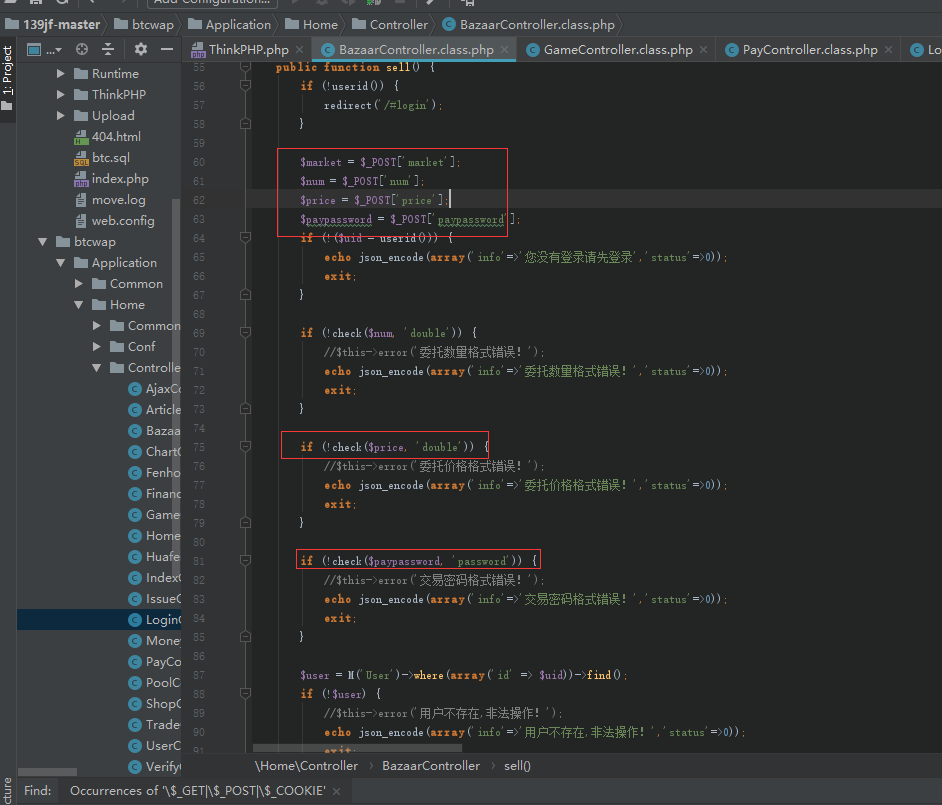 Add Configuration...
139jf-master
btcwap
Application
Home
Controller
BazaarController.class.php
1: Project
...
ThinkPHP.php
BazaarController.class.php
GameController.class.php
PayController.class.php
Lo
Runtime
ThinkPHP
Upload
404.html
btc.sql
index.php
move.log
web.config
btcwap
Application
Common
Home
Common
Conf
Controlle
AjaxCo
Article
Bazaa
ChartC
Fenho
Financ
Game
Home
Huafe
IndexC
IssueC
LoginC
Money
PayCo
PoolC
ShopC
Trade
UserC
Verify
55 public function sell() {
56 if (!userid()) {
57 redirect('/#login');
58 }
59
60 $market = $_POST['market'];
61 $num = $_POST['num'];
62 $price = $_POST['price'];
63 $paypassword = $_POST['paypassword'];
64 if (!($uid = userid())) {
65 echo json_encode(array('info'=>'您没有登录请先登录','status'=>0));
66 exit;
67 }
68
69 if (!check($num, 'double')) {
70 //$this->error('委托数量格式错误！');
71 echo json_encode(array('info'=>'委托数量格式错误！','status'=>0));
72 exit;
73 }
74
75 if (!check($price, 'double')) {
76 //$this->error('委托价格格式错误！');
77 echo json_encode(array('info'=>'委托价格格式错误！','status'=>0));
78 exit;
79 }
80
81 if (!check($paypassword, 'password')) {
82 //$this->error('交易密码格式错误！');
83 echo json_encode(array('info'=>'交易密码格式错误！','status'=>0));
84 exit;
85 }
86
87 $user = M('User')->where(array('id' => $uid))->find();
88 if (!$user) {
89 //$this->error('用户不存在,非法操作！');
90 echo json_encode(array('info'=>'用户不存在,非法操作！','status'=>0));
91 exit;
\Home\Controller
BazaarController
sell()
Find:
Occurrences of '\$_GET|\$_POST|\$_COOKIE'